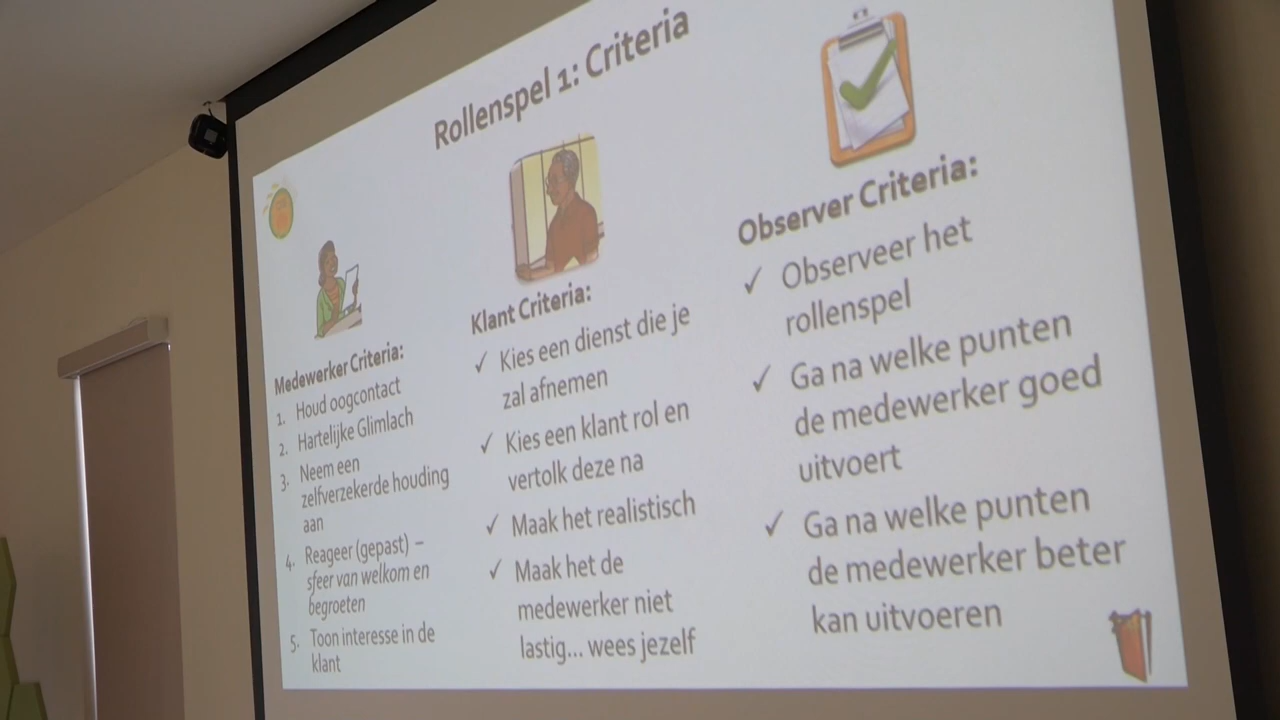 Rollenspel 1: Criteria
Medewerker Criteria:
1. Houd oogcontact
2. Hartelijke Glimlach
3. Neem een
zelfverzekerde houding
aan
4. Reageer (gepast) –
sfeer van welkom en
begroeten
5. Toon interesse in de
klant
Klant Criteria:
✓ Kies een dienst die je
zal afnemen
✓ Kies een klant rol en
vertolk deze na
✓ Maak het realistisch
✓ Maak het de
medewerker niet
lastig... wees jezelf
Observer Criteria:
✓ Observeer het
rollenspel
✓ Ga na welke punten
de medewerker goed
uitvoert
✓ Ga na welke punten
de medewerker beter
kan uitvoeren